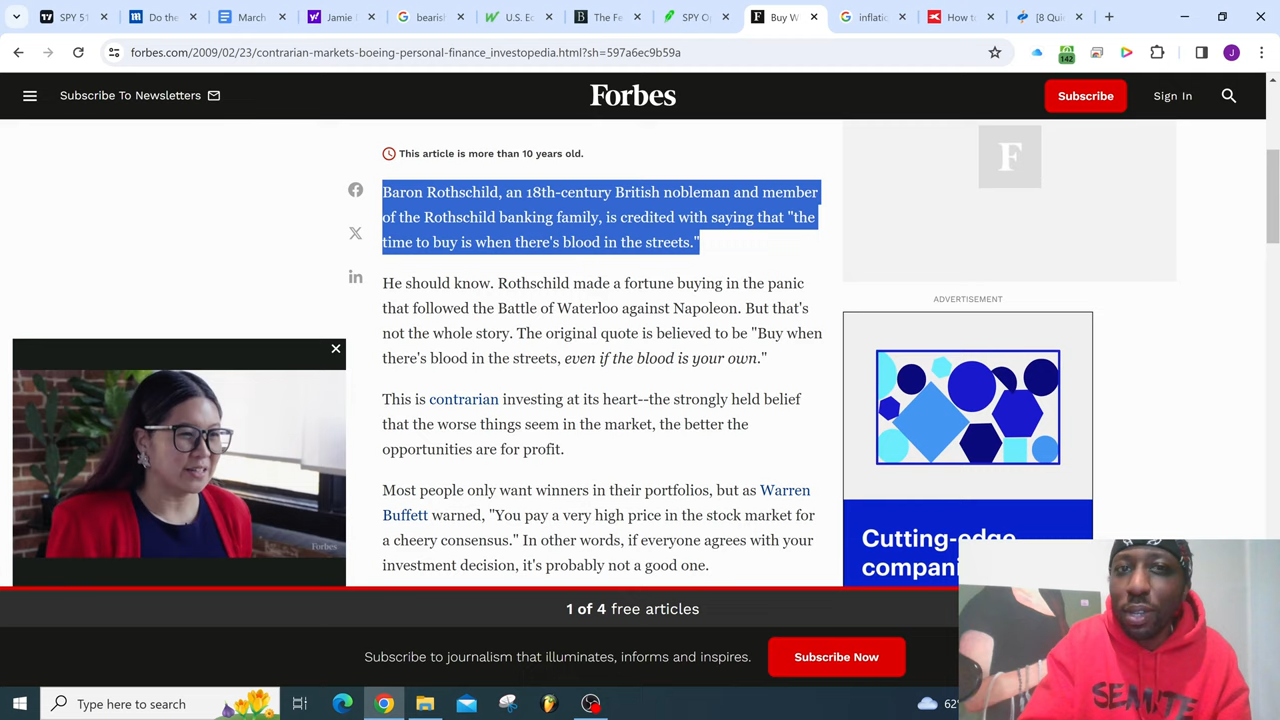 SPY 5
Do the
March
Jamie
bearish
U.S. Ec
The Fe
SPY O
Buy W
inflatic
How to
[8 Qui
forbes.com/2009/02/23/contrarian-markets-boeing-personal-finance_investopedia.html?sh=597a6ec9b59a
142
J
Subscribe To Newsletters
Forbes
Subscribe
Sign In
This article is more than 10 years old.
Baron Rothschild, an 18th-century British nobleman and member
of the Rothschild banking family, is credited with saying that "the
time to buy is when there's blood in the streets."
He should know. Rothschild made a fortune buying in the panic
that followed the Battle of Waterloo against Napoleon. But that's
not the whole story. The original quote is believed to be "Buy when
there's blood in the streets, even if the blood is your own."
This is contrarian investing at its heart--the strongly held belief
that the worse things seem in the market, the better the
opportunities are for profit.
Most people only want winners in their portfolios, but as Warren
Buffett warned, "You pay a very high price in the stock market for
a cheery consensus." In other words, if everyone agrees with your
investment decision, it's probably not a good one.
F
ADVERTISEMENT
Cutting-edge
compani
Forbes
1 of 4 free articles
Subscribe to journalism that illuminates, informs and inspires.
Subscribe Now
SEMITE
Type here to search
62°